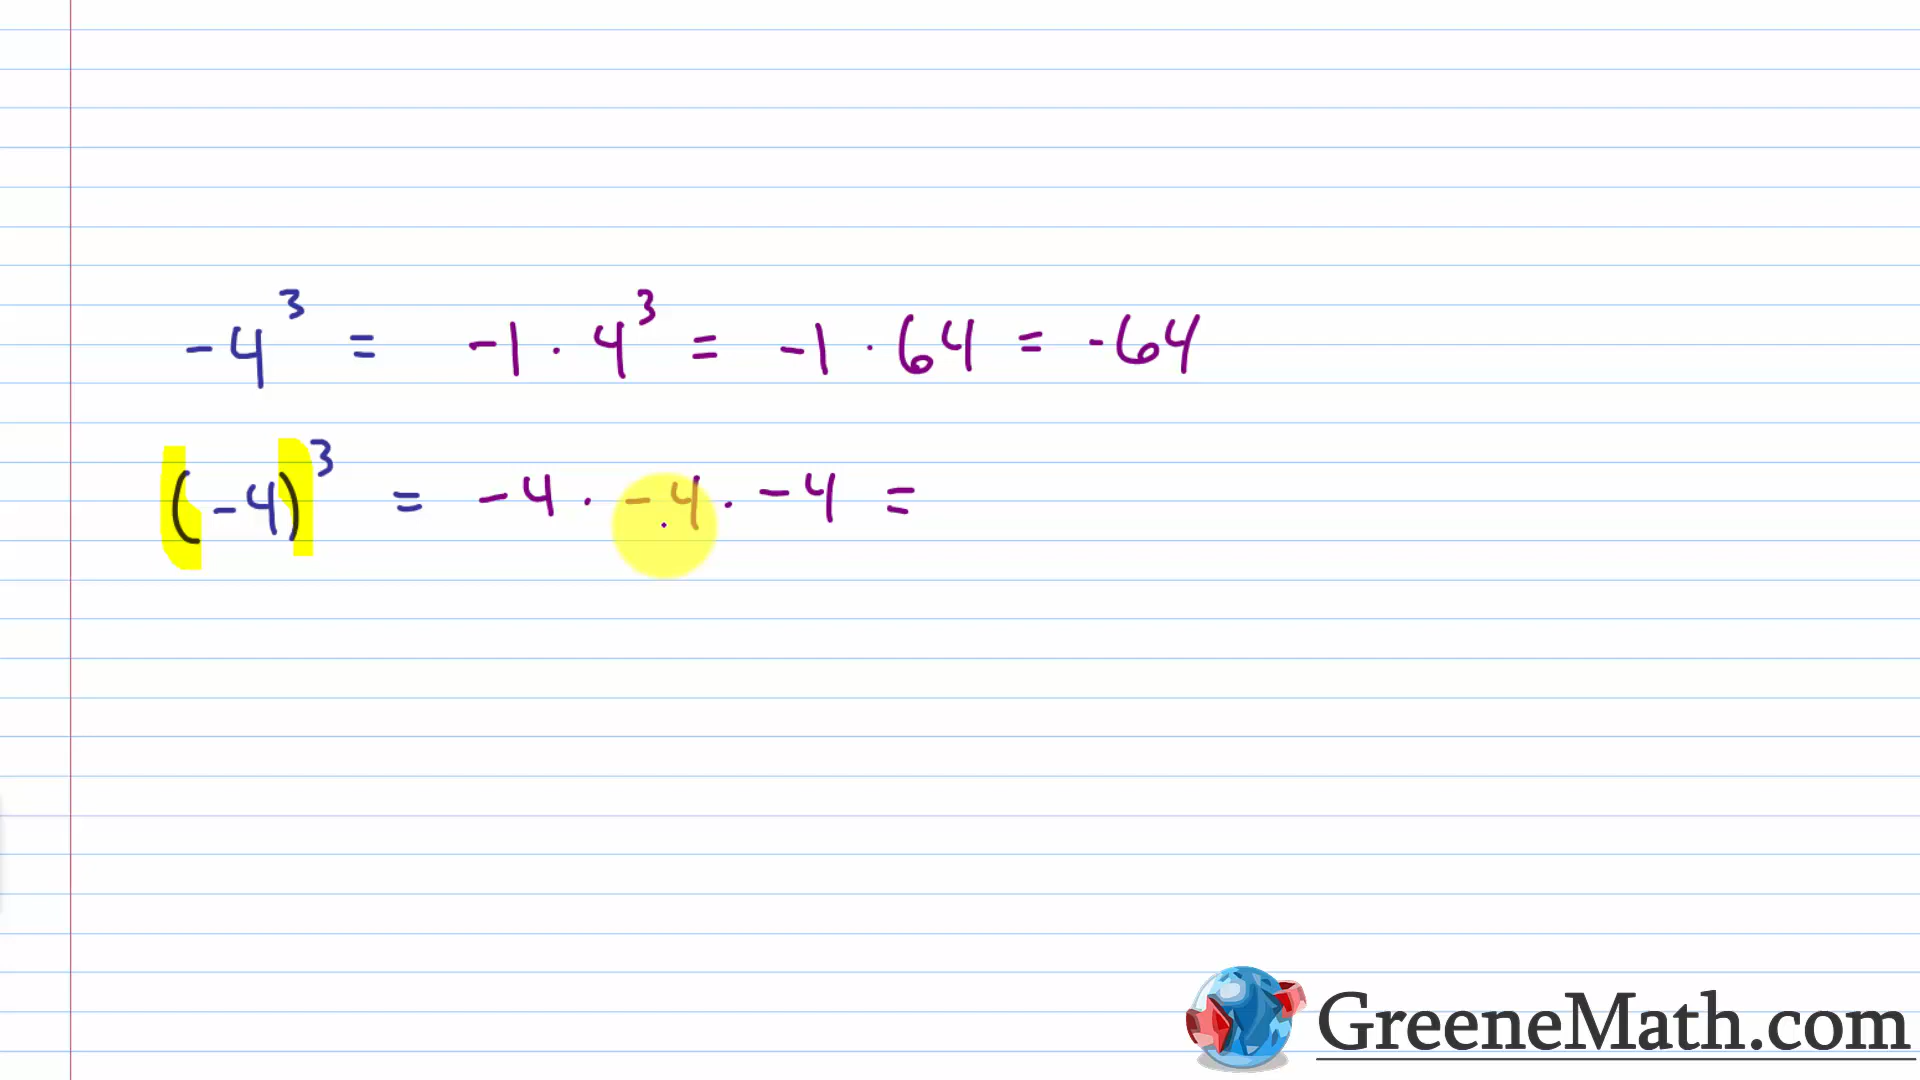 -4³ = -1 · 4³ = -1 · 64 = -64
(-4)³ = -4 · -4 · -4 =
GreeneMath.com